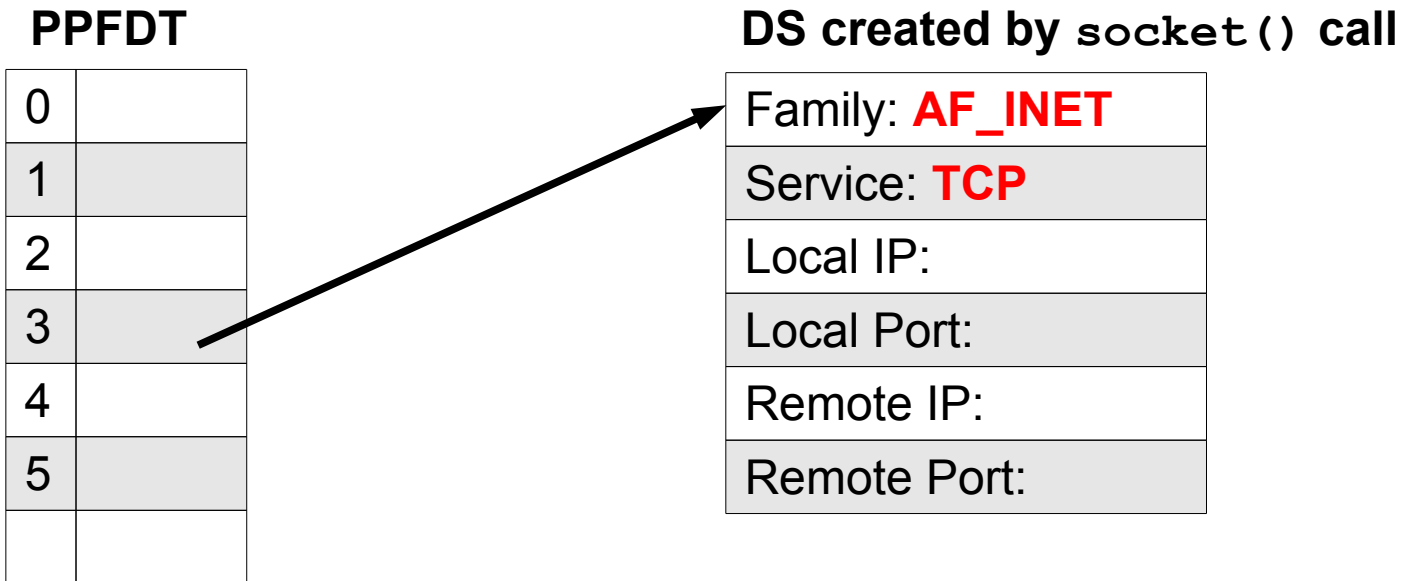 PPFDT
0
1
2
3
4
5
DS created by socket() call
Family: AF_INET
Service: TCP
Local IP:
Local Port:
Remote IP:
Remote Port: